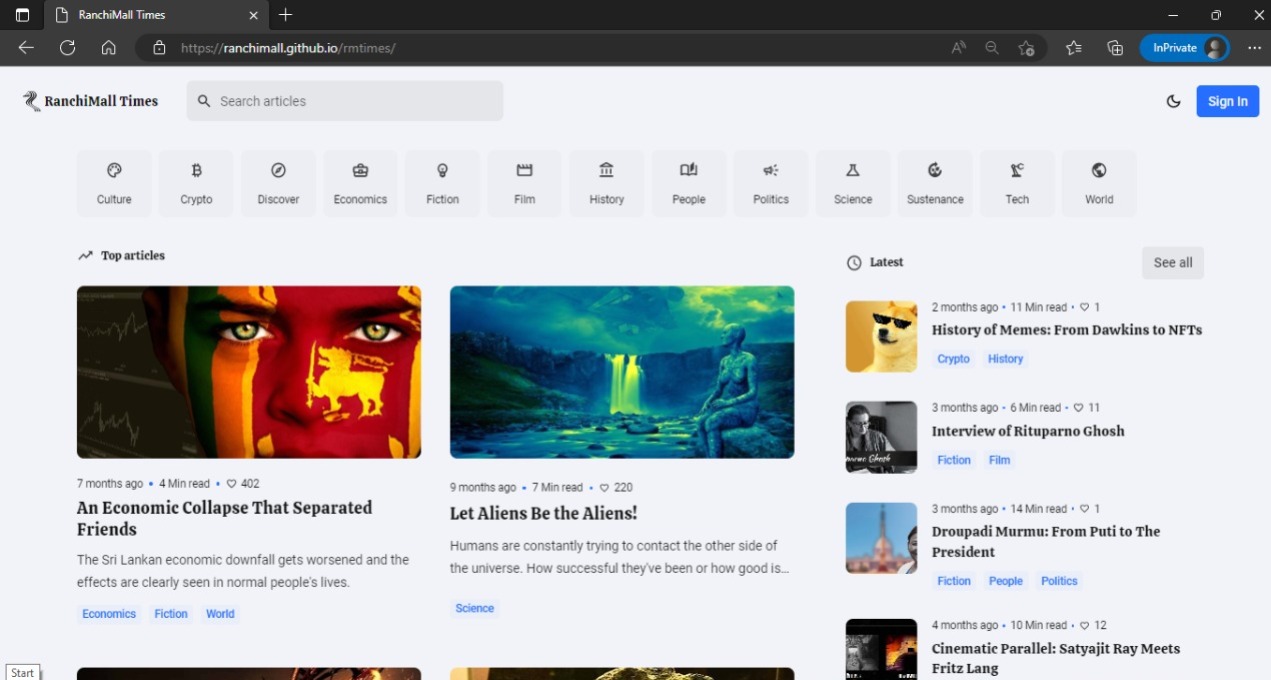 RanchiMall Times
https://ranchimall.github.io/rmtimes/
InPrivate
RanchiMall Times
Search articles
Sign In
Culture
Crypto
Discover
Economics
Fiction
Film
History
People
Politics
Science
Sustenance
Tech
World
Top articles
7 months ago • 4 Min read • 402
An Economic Collapse That Separated
Friends
The Sri Lankan economic downfall gets worsened and the
effects are clearly seen in normal people's lives.
Economics Fiction World
9 months ago • 7 Min read • 220
Let Aliens Be the Aliens!
Humans are constantly trying to contact the other side of
the universe. How successful they've been or how good is...
Science
Latest
See all
2 months ago • 11 Min read • 1
History of Memes: From Dawkins to NFTs
Crypto History
3 months ago • 6 Min read • 11
Interview of Rituparno Ghosh
Ghosh
Fiction Film
3 months ago • 14 Min read • 1
Droupadi Murmu: From Puti to The
President
Fiction People Politics
4 months ago • 10 Min read • 12
Cinematic Parallel: Satyajit Ray Meets
Fritz Lang
Start